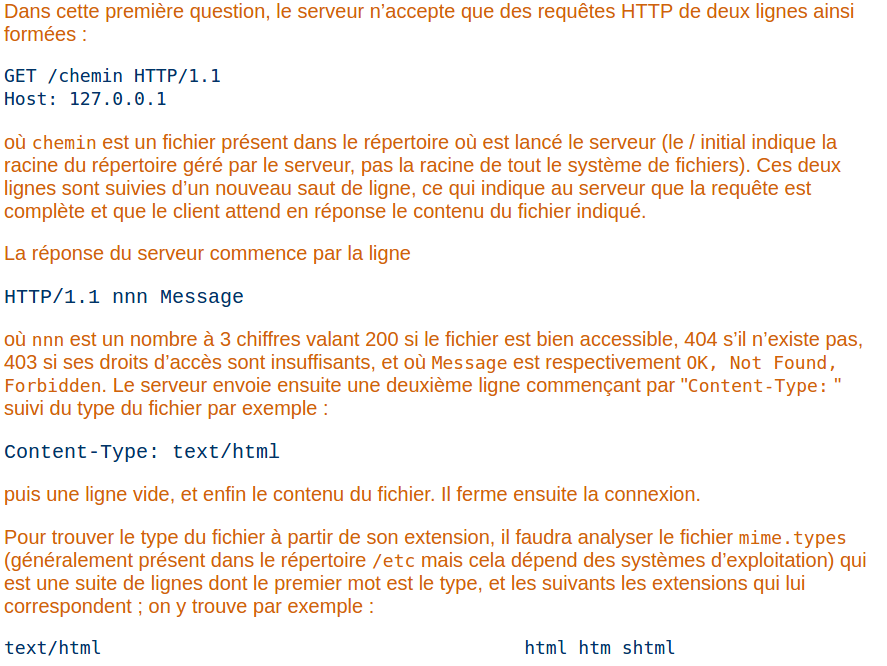 Dans cette première question, le serveur n’accepte que des requêtes HTTP de deux lignes ainsi
formées :
GET /chemin HTTP/1.1
Host: 127.0.0.1
où chemin est un fichier présent dans le répertoire où est lancé le serveur (le / initial indique la
racine du répertoire géré par le serveur, pas la racine de tout le système de fichiers). Ces deux
lignes sont suivies d’un nouveau saut de ligne, ce qui indique au serveur que la requête est
complète et que le client attend en réponse le contenu du fichier indiqué.
La réponse du serveur commence par la ligne
HTTP/1.1 nnn Message
où nnn est un nombre à 3 chiffres valant 200 si le fichier est bien accessible, 404 s’il n’existe pas,
403 si ses droits d’accès sont insuffisants, et où Message est respectivement OK, Not Found,
Forbidden. Le serveur envoie ensuite une deuxième ligne commençant par "Content-Type: "
suivi du type du fichier par exemple :
Content-Type: text/html
puis une ligne vide, et enfin le contenu du fichier. Il ferme ensuite la connexion.
Pour trouver le type du fichier à partir de son extension, il faudra analyser le fichier mime.types
(généralement présent dans le répertoire /etc mais cela dépend des systèmes d’exploitation) qui
est une suite de lignes dont le premier mot est le type, et les suivants les extensions qui lui
correspondent ; on y trouve par exemple :
text/html html htm shtml